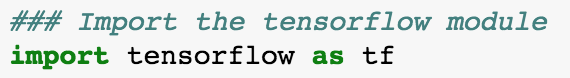 ### Import the tensorflow module
import tensorflow as tf